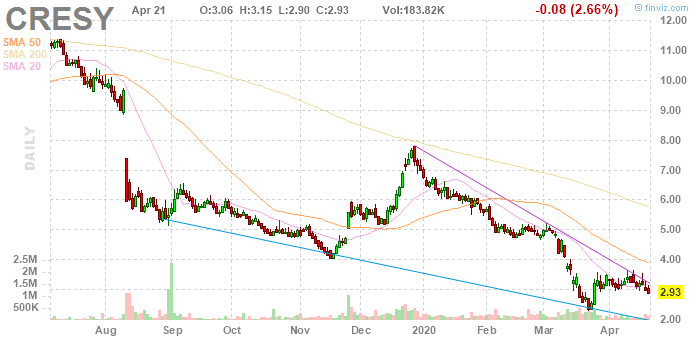 CRESY Apr 21 O:3.06 H:3.15 L:2.90 C:2.93 Vol:183.82K -0.08 (2.66%) © finviz.com
SMA 50
SMA 200
SMA 20
DAILY
12.00
11.00
10.00
9.00
8.00
7.00
6.00
5.00
4.00
2.93
2.00
2.5M
2M
1.5M
1M
500K
Aug Sep Oct Nov Dec 2020 Feb Mar Apr